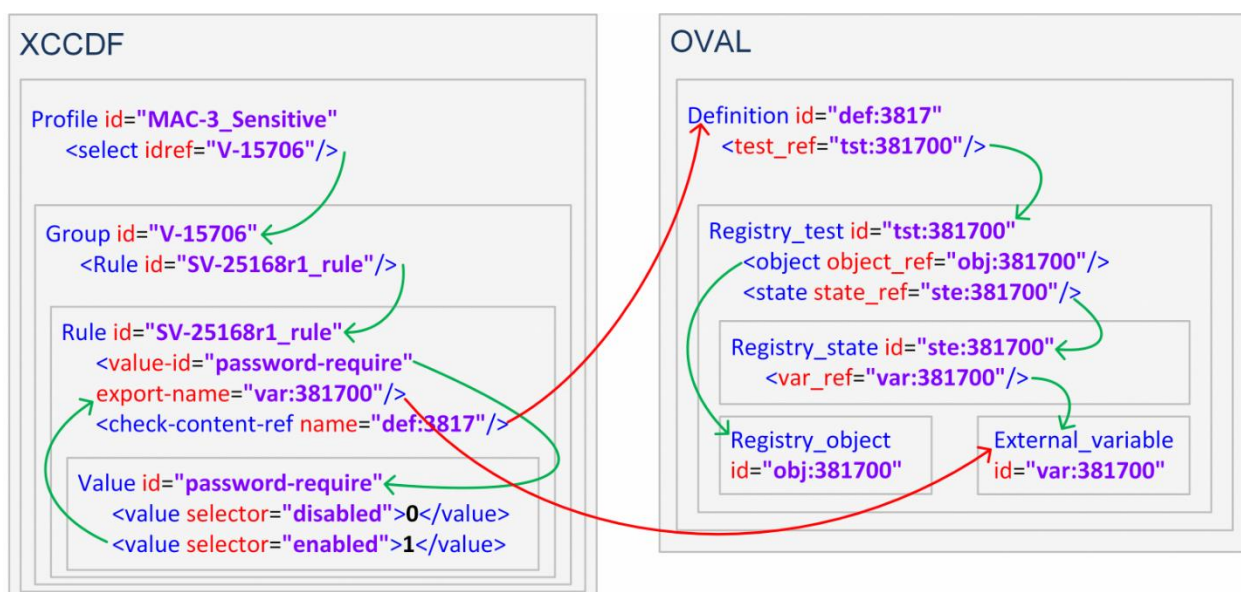 XCCDF
Profile id="MAC-3_Sensitive"
<select idref="V-15706"/>
Group id="V-15706"
<Rule id="SV-25168r1_rule"/>
Rule id="SV-25168r1_rule"
<value-id="password-require"
export-name="var:381700"/>
<check-content-ref name="def:3817"/>
Value id="password-require"
<value selector="disabled">0</value>
<value selector="enabled">1</value>
OVAL
Definition id="def:3817"
<test_ref="tst:381700"/>
Registry_test id="tst:381700"
<object object_ref="obj:381700"/>
<state state_ref="ste:381700"/>
Registry_state id="ste:381700"
<var_ref="var:381700"/>
Registry_object
id="obj:381700"
External_variable
id="var:381700"